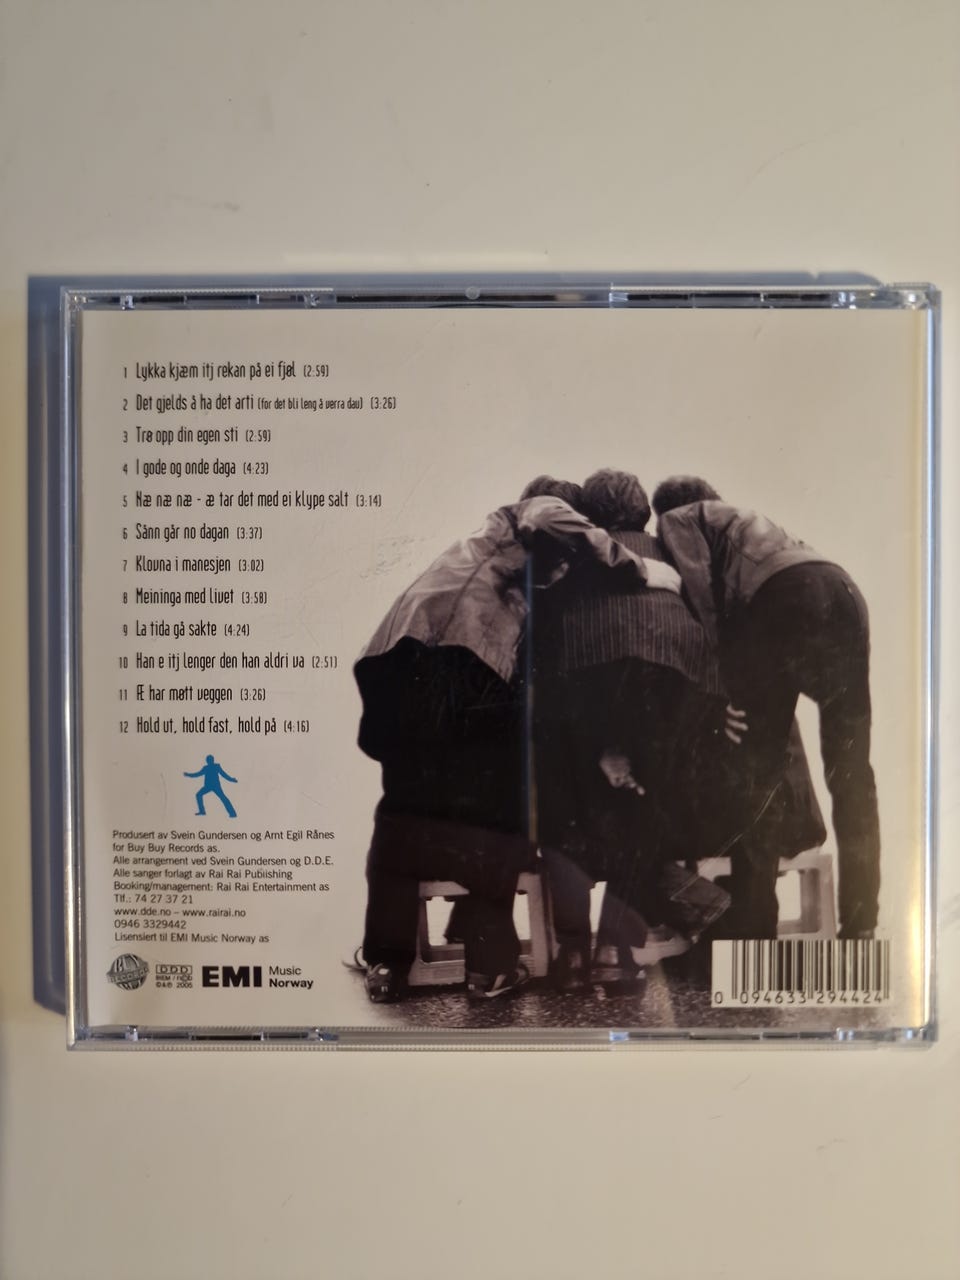 1 Lykka kjæm itj rekan på ei fjøl (2:59)
2 Det gjelds å ha det arti (for det bli leng å verra dau) (3:26)
3 Trø opp din egen sti (2:59)
4 I gode og onde daga (4:23)
5 Næ næ næ - æ tar det med ei klype salt (3:14)
6 Sånn går no dagan (3:37)
7 Klovna i manesjen (3:02)
8 Meininga med livet (3:58)
9 La tida gå sakte (4:24)
10 Han e itj lenger den han aldri va (2:51)
11 Æ har møtt veggen (3:26)
12 Hold ut, hold fast, hold på (4:16)
Produsert av Svein Gundersen og Arnt Egil Rånes
for Buy Buy Records as.
Alle arrangement ved Svein Gundersen og D.D.E.
Alle sanger forlagt av Rai Rai Publishing
Booking/management: Rai Rai Entertainment as
Tlf.: 74 27 37 21
www.dde.no – www.rairai.no
0946 3329442
Lisensiert til EMI Music Norway as
RECORDS
DDD
BIEM / n©b
©&℗ 2005
EMI Music
Norway
0 094633 294424